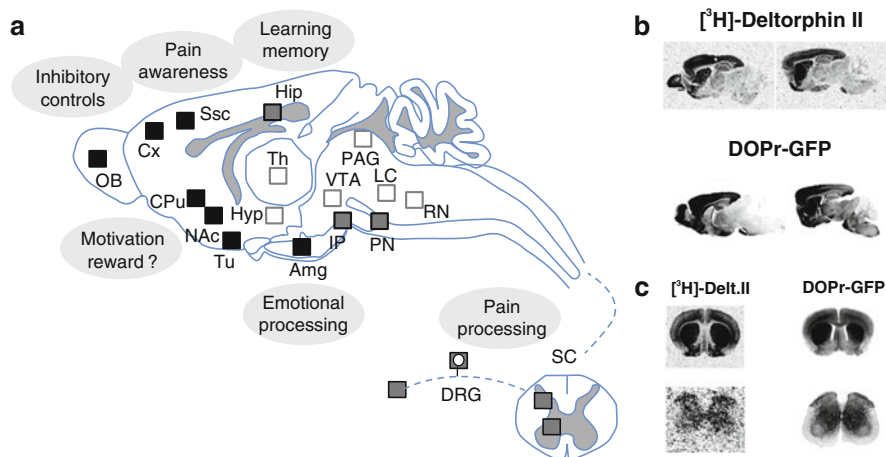 a
Inhibitory
controls
Pain
awareness
Learning
memory
Hip
Ssc
Cx
OB
Th
PAG
VTA
LC
CPu
Hyp
RN
NAc
Tu
Amg
IP
PN
Motivation
reward ?
Emotional
processing
Pain
processing
SC
DRG
b
[³H]-Deltorphin II
DOPr-GFP
c
[³H]-Delt.II
DOPr-GFP